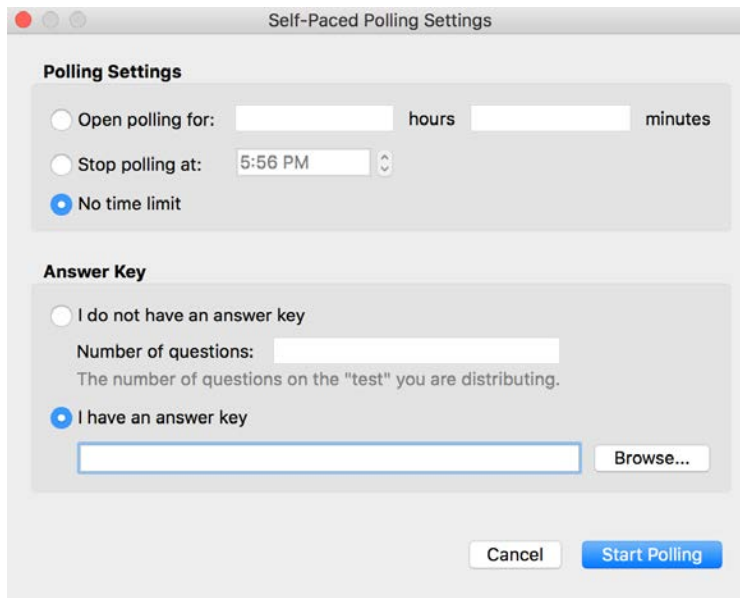 Self-Paced Polling Settings
Polling Settings
Open polling for: hours minutes
Stop polling at: 5:56 PM
No time limit
Answer Key
I do not have an answer key
Number of questions:
The number of questions on the "test" you are distributing.
I have an answer key
Browse...
Cancel Start Polling